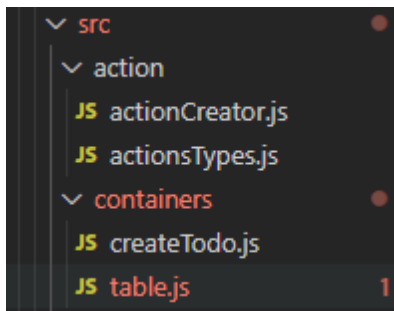 src
action
JS actionCreator.js
JS actionsTypes.js
containers
JS createTodo.js
JS table.js 1